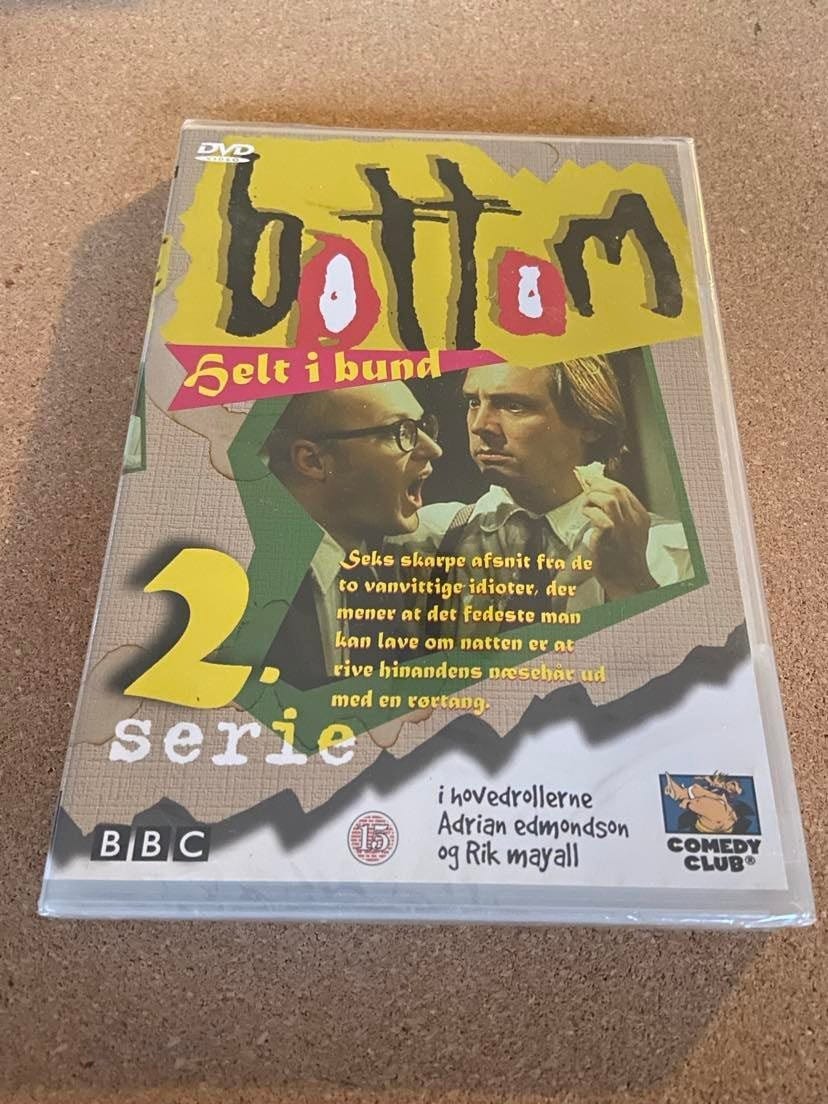 DVD
VIDEO
bottom
Helt i bund
Seks skarpe afsnit fra de
to vanvittige idioter, der
mener at det fedeste man
kan lave om natten er at
rive hinandens næsehår ud
med en rørtang.
2.
serie
i hovedrollerne
Adrian edmondson
og Rik mayall
BBC
15
COMEDY
CLUB®